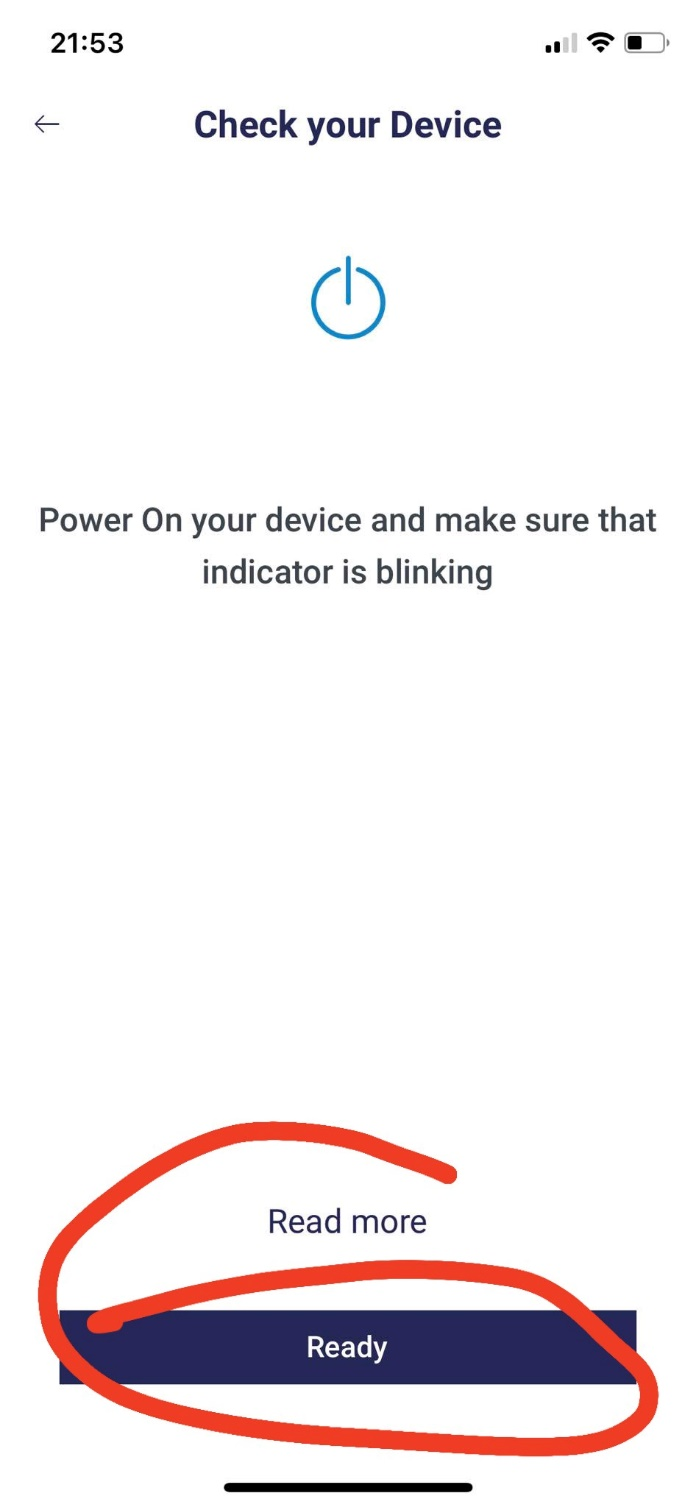 21:53
Check your Device
Power On your device and make sure that
indicator is blinking
Read more
Ready